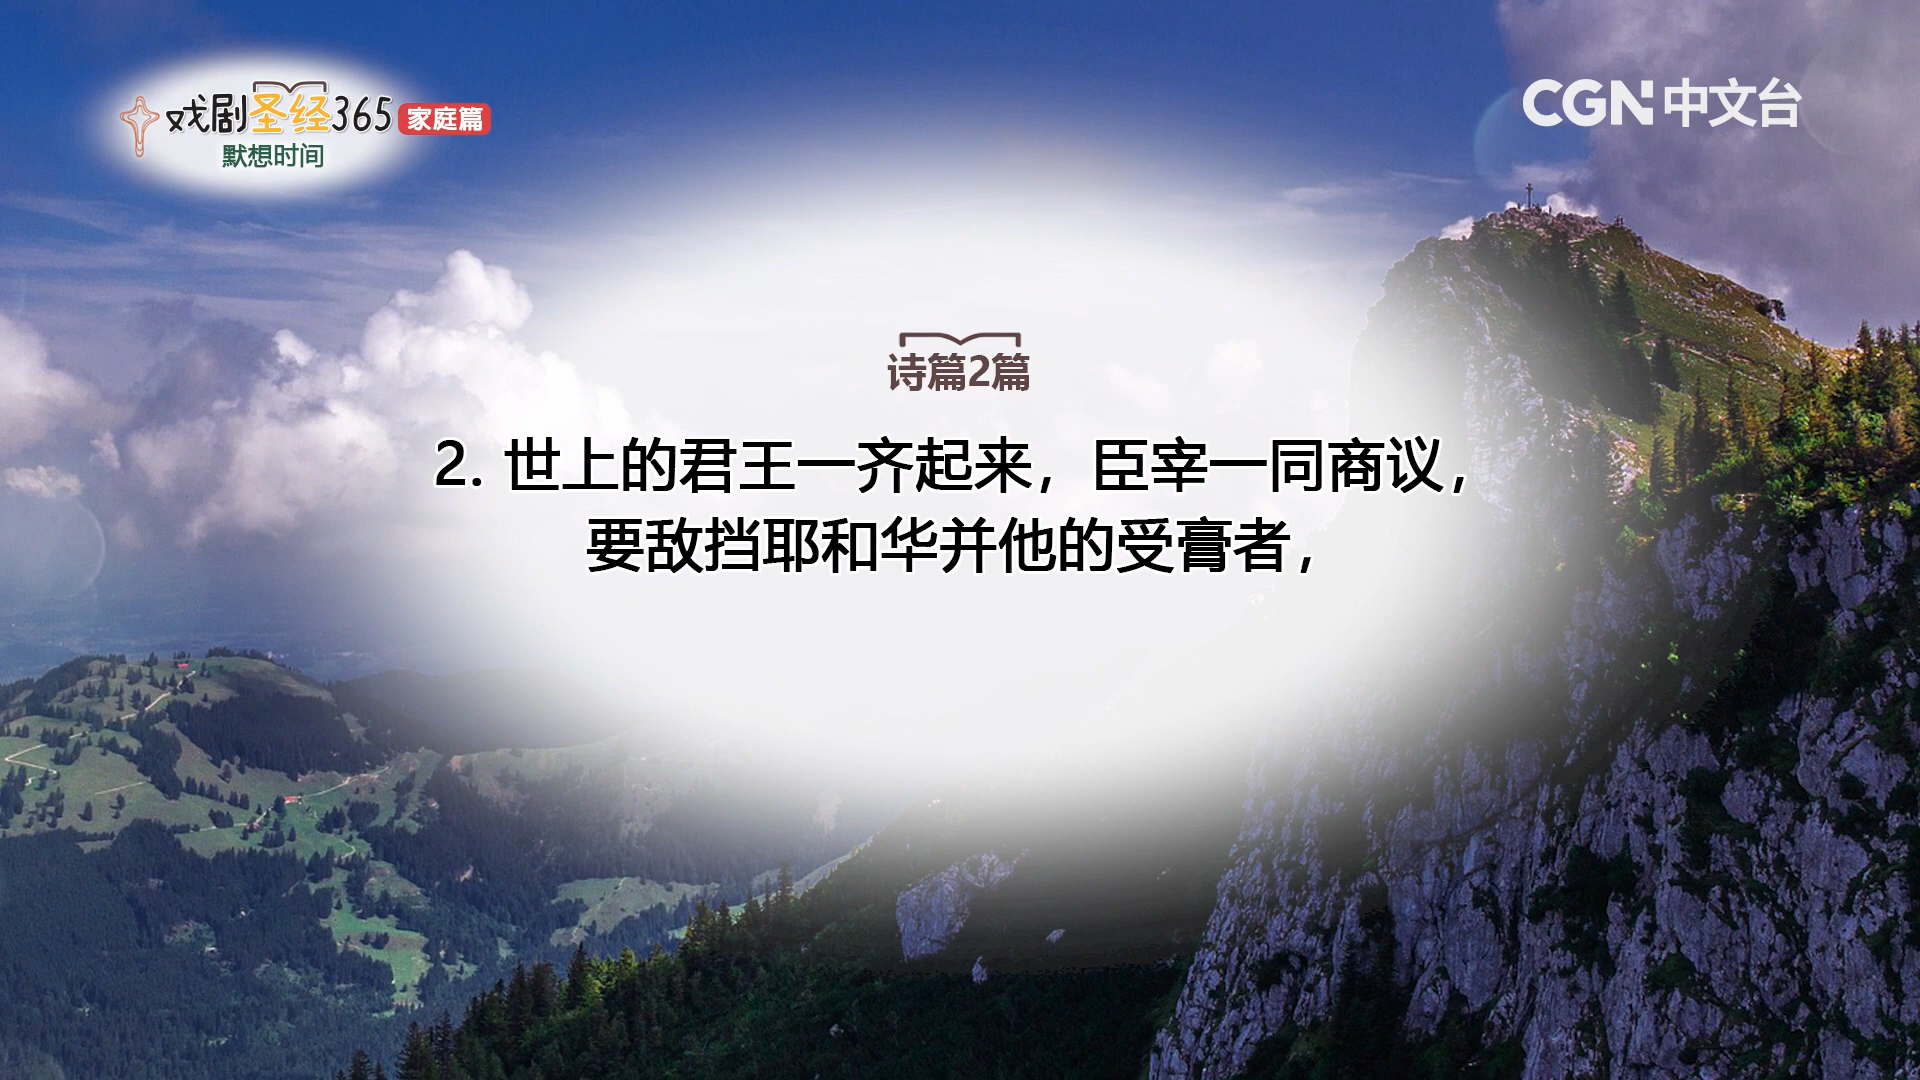 戏剧圣经365 家庭篇
默想时间
CGN中文台
诗篇2篇
2. 世上的君王一齐起来，臣宰一同商议，
要敌挡耶和华并他的受膏者，